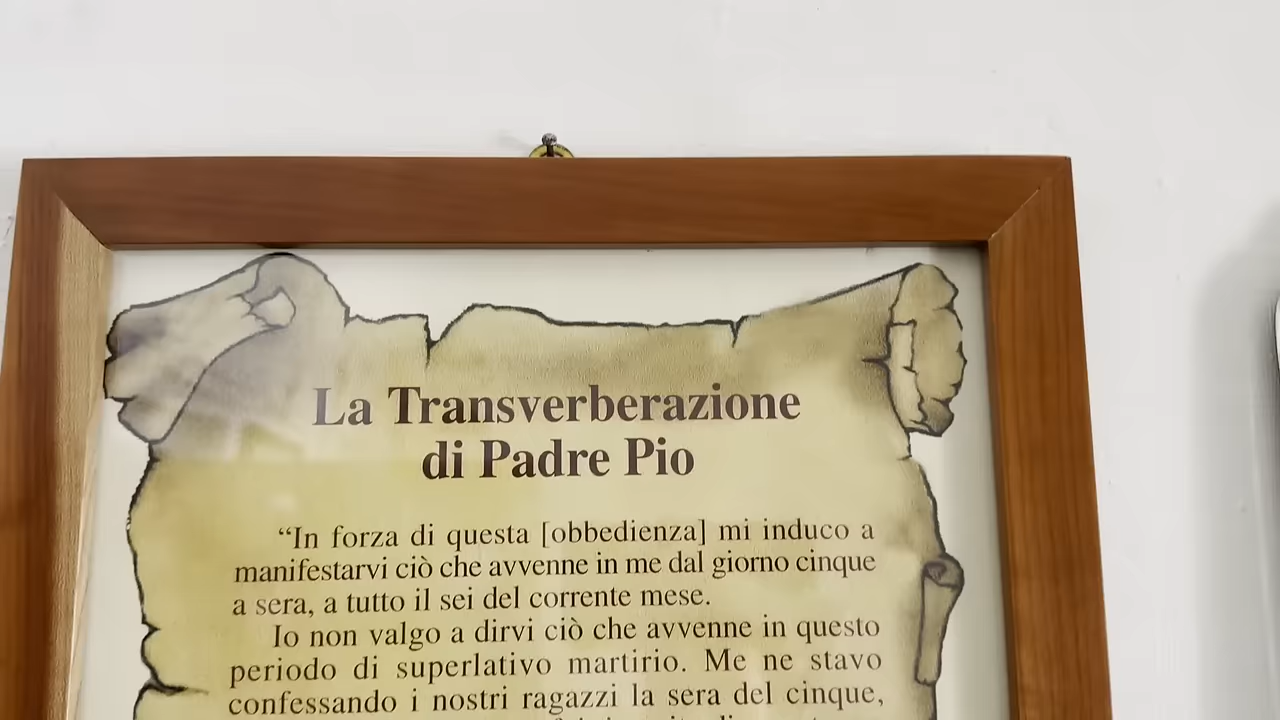 La Transverberazione
di Padre Pio
“In forza di questa [obbedienza] mi induco a
manifestarvi ciò che avvenne in me dal giorno cinque
a sera, a tutto il sei del corrente mese.
Io non valgo a dirvi ciò che avvenne in questo
periodo di superlativo martirio. Me ne stavo
confessando i nostri ragazzi la sera del cinque,